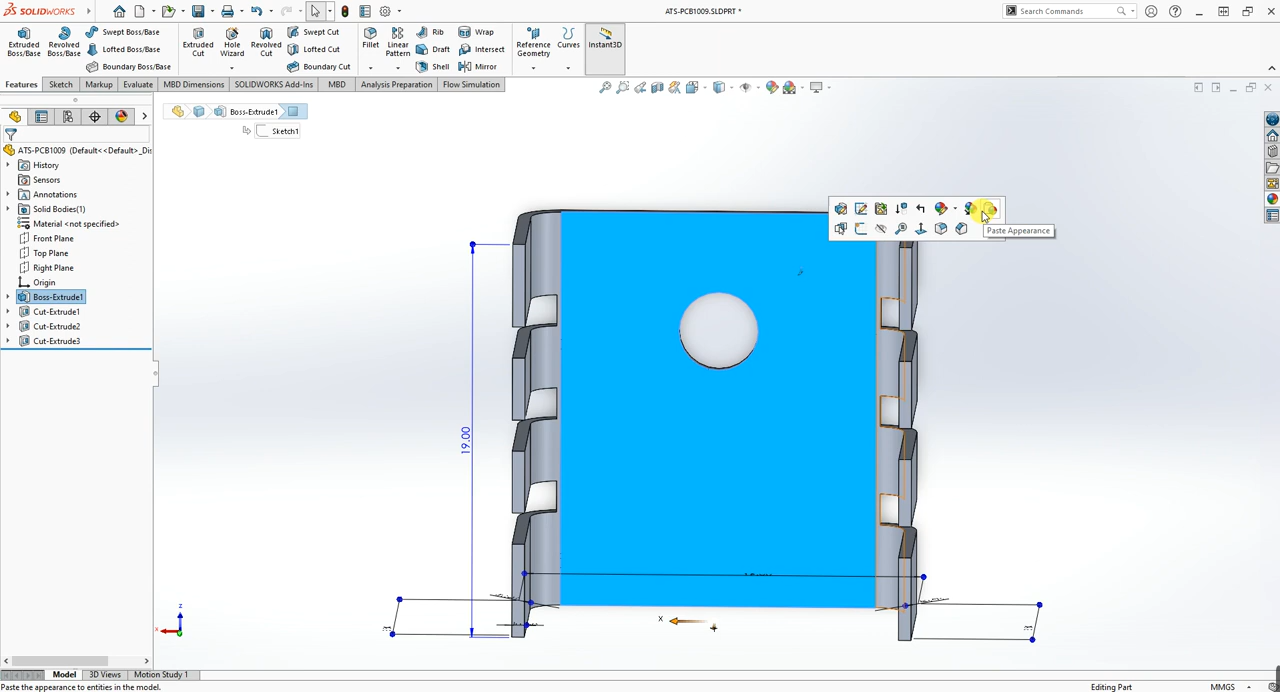 SOLIDWORKS
ATS-PCB1009.SLDPRT *
Search Commands
Extruded Boss/Base
Revolved Boss/Base
Swept Boss/Base
Lofted Boss/Base
Boundary Boss/Base
Extruded Cut
Hole Wizard
Revolved Cut
Swept Cut
Lofted Cut
Boundary Cut
Fillet
Linear Pattern
Rib
Draft
Shell
Wrap
Intersect
Mirror
Reference Geometry
Curves
Instant3D
Features
Sketch
Markup
Evaluate
MBD Dimensions
SOLIDWORKS Add-Ins
MBD
Analysis Preparation
Flow Simulation
Boss-Extrude1
Sketch1
ATS-PCB1009 (Default<<Default>_Dis
History
Sensors
Annotations
Solid Bodies(1)
Material <not specified>
Front Plane
Top Plane
Right Plane
Origin
Boss-Extrude1
Cut-Extrude1
Cut-Extrude2
Cut-Extrude3
Paste Appearance
19.00
X
z
x
Model
3D Views
Motion Study 1
Paste the appearance to entities in the model.
Editing Part
MMGS